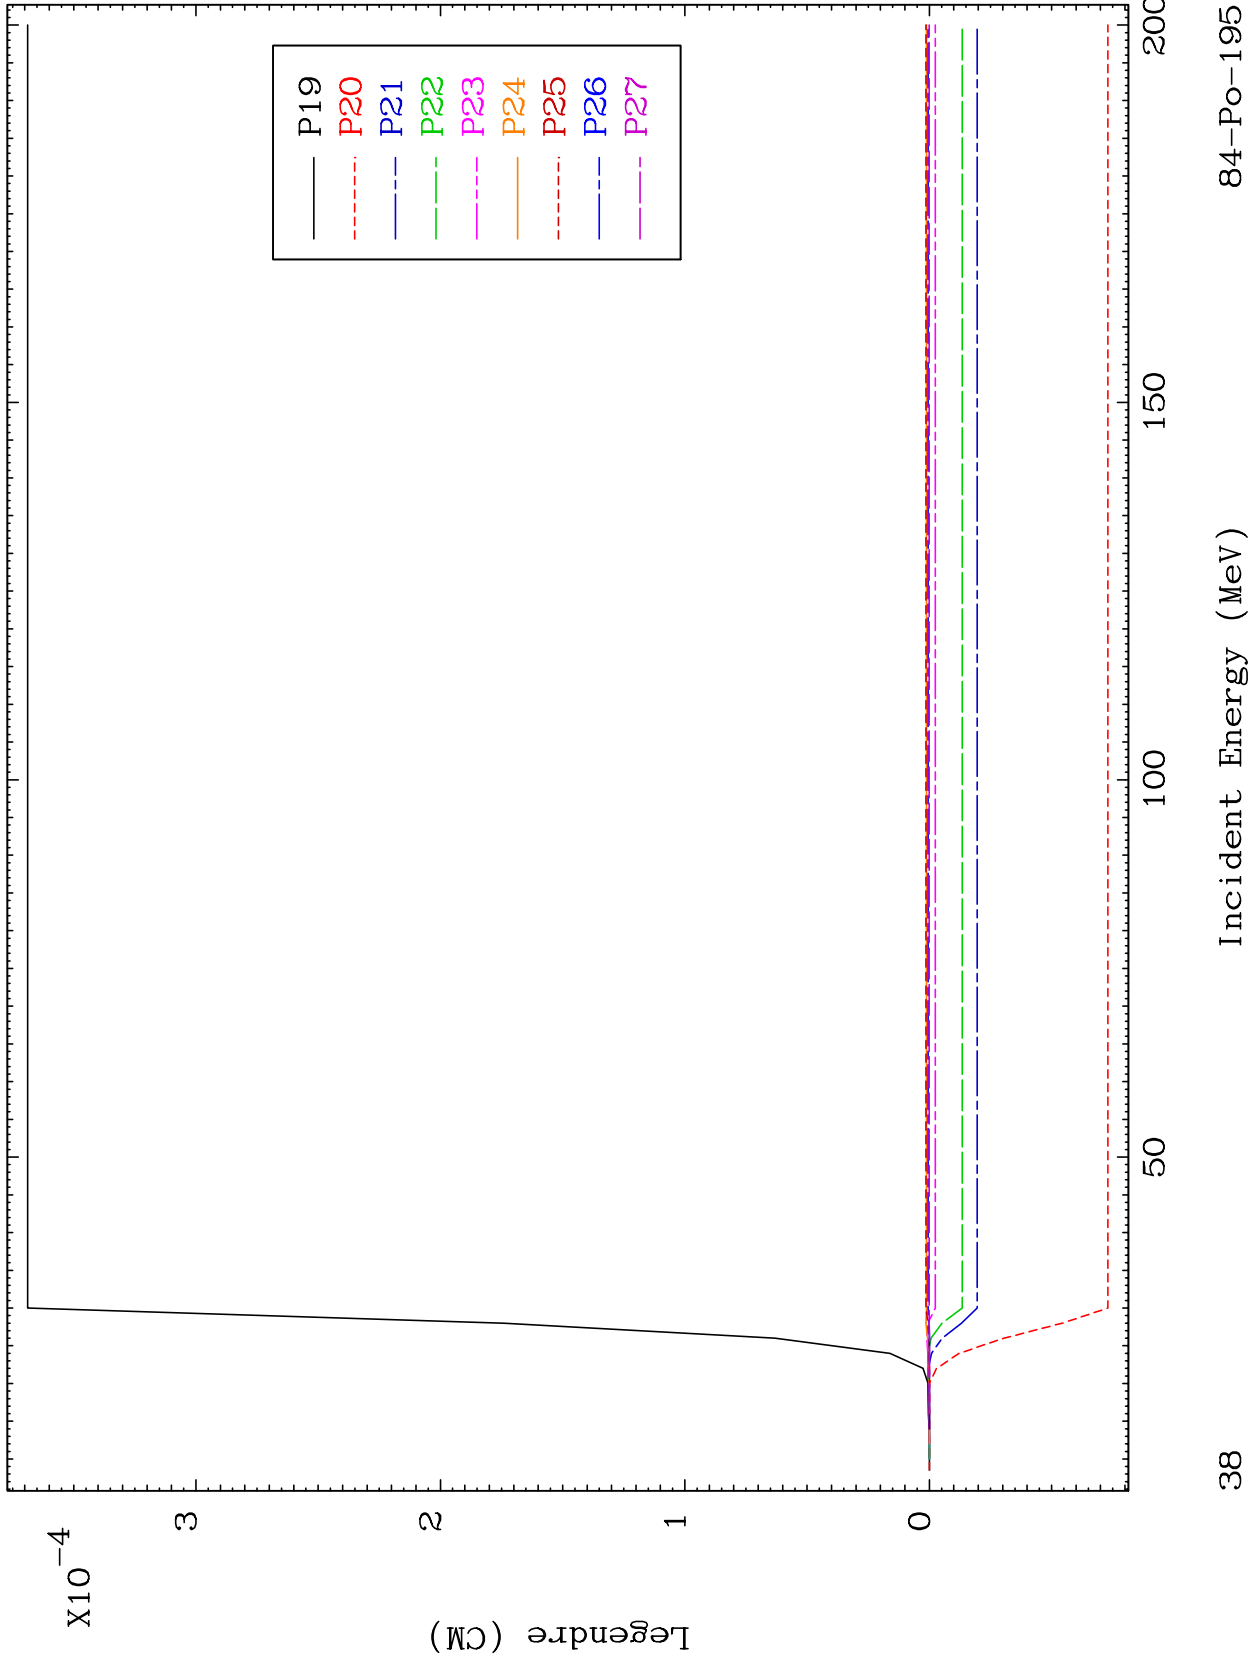 X10-4
Legendre (CM)
3
2
1
0
P19
P20
P21
P22
P23
P24
P25
P26
P27
50
100
150
200
Incident Energy (MeV)
38
84-Po-195